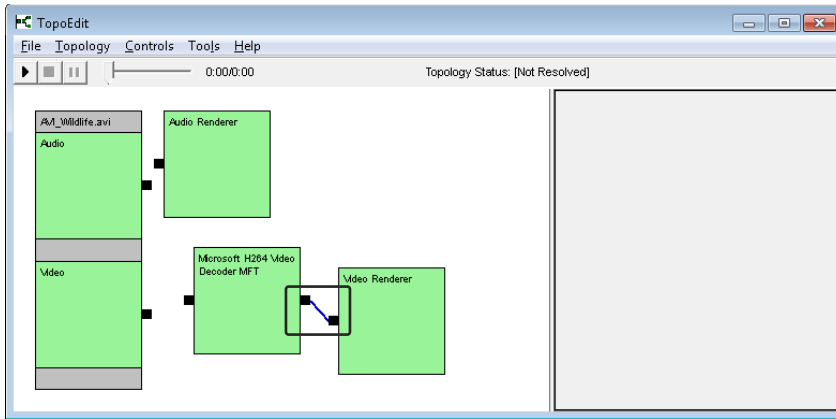 TopoEdit
File Topology Controls Tools Help
0:00/0:00 Topology Status: [Not Resolved]
AVI_Wildlife.avi
Audio
Audio Renderer
Video
Microsoft H264 Video
Decoder MFT
Video Renderer